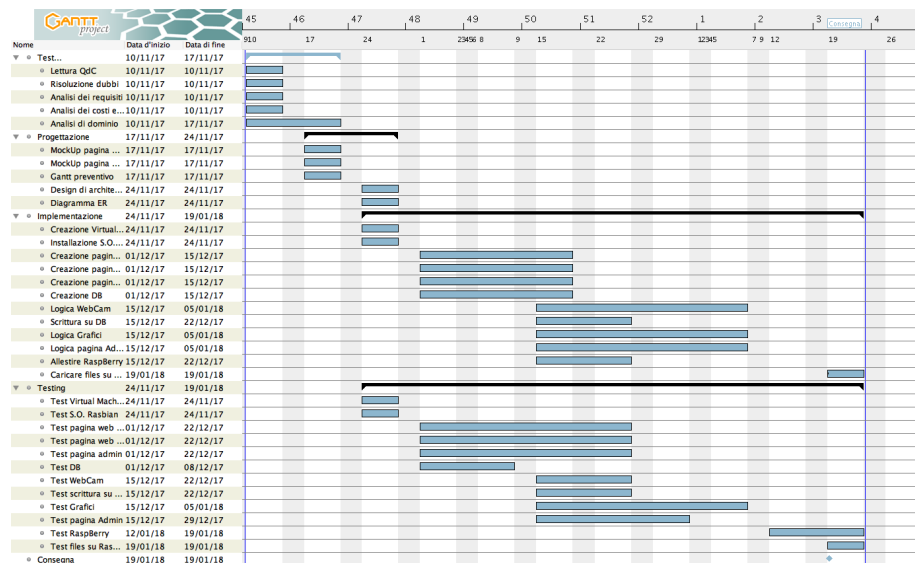 GANTT project
45 46 47 48 49 50 51 52 1 2 3 4
Consegna
Nome Data d'inizio Data di fine
910 17 24 1 23456 8 9 15 22 29 12345 7 9 12 19 26
Test... 10/11/17 17/11/17
Lettura QdC 10/11/17 10/11/17
Risoluzione dubbi 10/11/17 10/11/17
Analisi dei requisiti 10/11/17 10/11/17
Analisi dei costi e... 10/11/17 10/11/17
Analisi di dominio 10/11/17 17/11/17
Progettazione 17/11/17 24/11/17
MockUp pagina ... 17/11/17 17/11/17
MockUp pagina ... 17/11/17 17/11/17
Gantt preventivo 17/11/17 17/11/17
Design di archite... 24/11/17 24/11/17
Diagramma ER 24/11/17 24/11/17
Implementazione 24/11/17 19/01/18
Creazione Virtual... 24/11/17 24/11/17
Installazione S.O.... 24/11/17 24/11/17
Creazione pagin... 01/12/17 15/12/17
Creazione pagin... 01/12/17 15/12/17
Creazione pagin... 01/12/17 15/12/17
Creazione DB 01/12/17 15/12/17
Logica WebCam 15/12/17 05/01/18
Scrittura su DB 15/12/17 22/12/17
Logica Grafici 15/12/17 05/01/18
Logica pagina Ad... 15/12/17 05/01/18
Allestire RaspBerry 15/12/17 22/12/17
Caricare files su ... 19/01/18 19/01/18
Testing 24/11/17 19/01/18
Test Virtual Mach... 24/11/17 24/11/17
Test S.O. Rasbian 24/11/17 24/11/17
Test pagina web ... 01/12/17 22/12/17
Test pagina web ... 01/12/17 22/12/17
Test pagina admin 01/12/17 22/12/17
Test DB 01/12/17 08/12/17
Test WebCam 15/12/17 22/12/17
Test scrittura su ... 15/12/17 22/12/17
Test Grafici 15/12/17 05/01/18
Test pagina Admin 15/12/17 29/12/17
Test RaspBerry 12/01/18 19/01/18
Test files su Ras... 19/01/18 19/01/18
Consegna 19/01/18 19/01/18